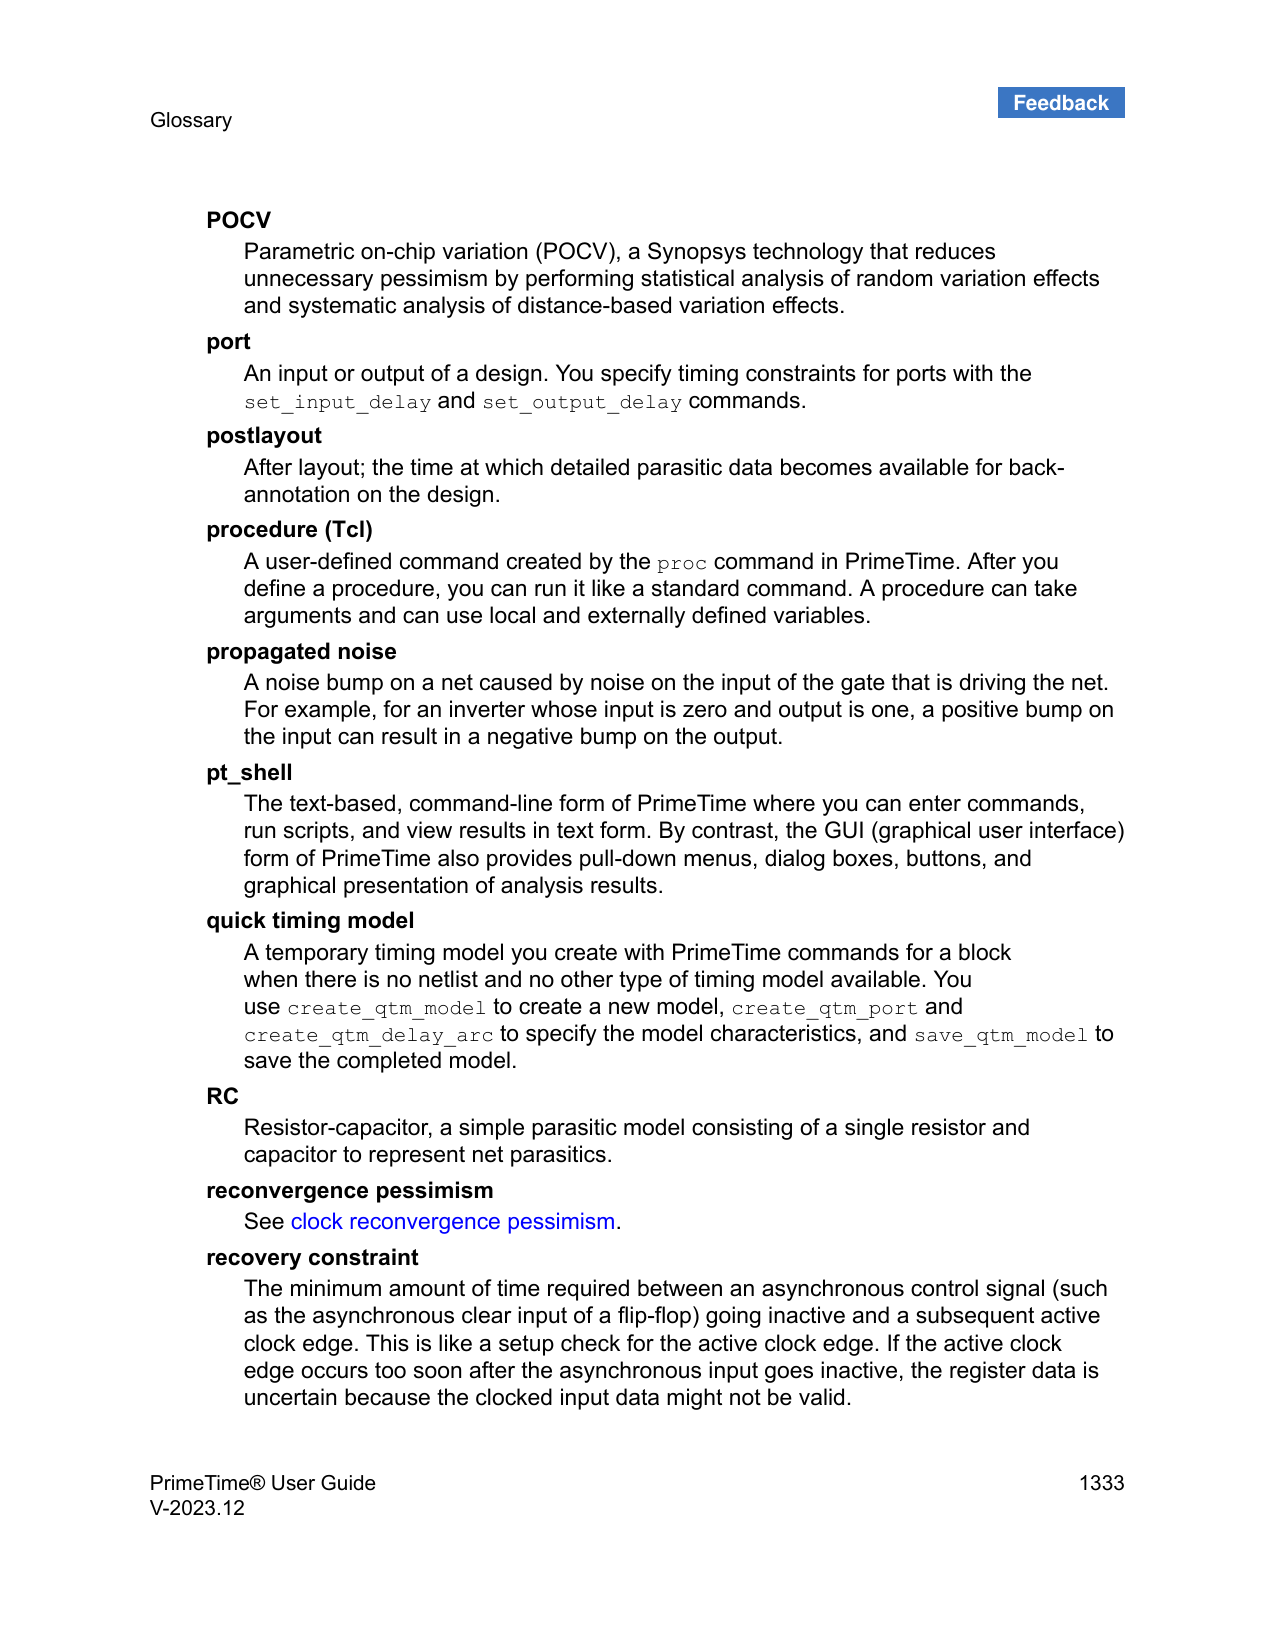 Feedback
Glossary
POCV
Parametric on-chip variation (POCV), a Synopsys technology that reduces
unnecessary pessimism by performing statistical analysis of random variation effects
and systematic analysis of distance-based variation effects.
port
An input or output of a design. You specify timing constraints for ports with the
set_input_delay and set_output_delay commands.
postlayout
After layout; the time at which detailed parasitic data becomes available for back-
annotation on the design.
procedure (Tcl)
A user-defined command created by the proc command in PrimeTime. After you
define a procedure, you can run it like a standard command. A procedure can take
arguments and can use local and externally defined variables.
propagated noise
A noise bump on a net caused by noise on the input of the gate that is driving the net.
For example, for an inverter whose input is zero and output is one, a positive bump on
the input can result in a negative bump on the output.
pt_shell
The text-based, command-line form of PrimeTime where you can enter commands,
run scripts, and view results in text form. By contrast, the GUI (graphical user interface)
form of PrimeTime also provides pull-down menus, dialog boxes, buttons, and
graphical presentation of analysis results.
quick timing model
A temporary timing model you create with PrimeTime commands for a block
when there is no netlist and no other type of timing model available. You
use create_qtm_model to create a new model, create_qtm_port and
create_qtm_delay_arc to specify the model characteristics, and save_qtm_model to
save the completed model.
RC
Resistor-capacitor, a simple parasitic model consisting of a single resistor and
capacitor to represent net parasitics.
reconvergence pessimism
See clock reconvergence pessimism.
recovery constraint
The minimum amount of time required between an asynchronous control signal (such
as the asynchronous clear input of a flip-flop) going inactive and a subsequent active
clock edge. This is like a setup check for the active clock edge. If the active clock
edge occurs too soon after the asynchronous input goes inactive, the register data is
uncertain because the clocked input data might not be valid.
PrimeTime® User Guide 1333
V-2023.12